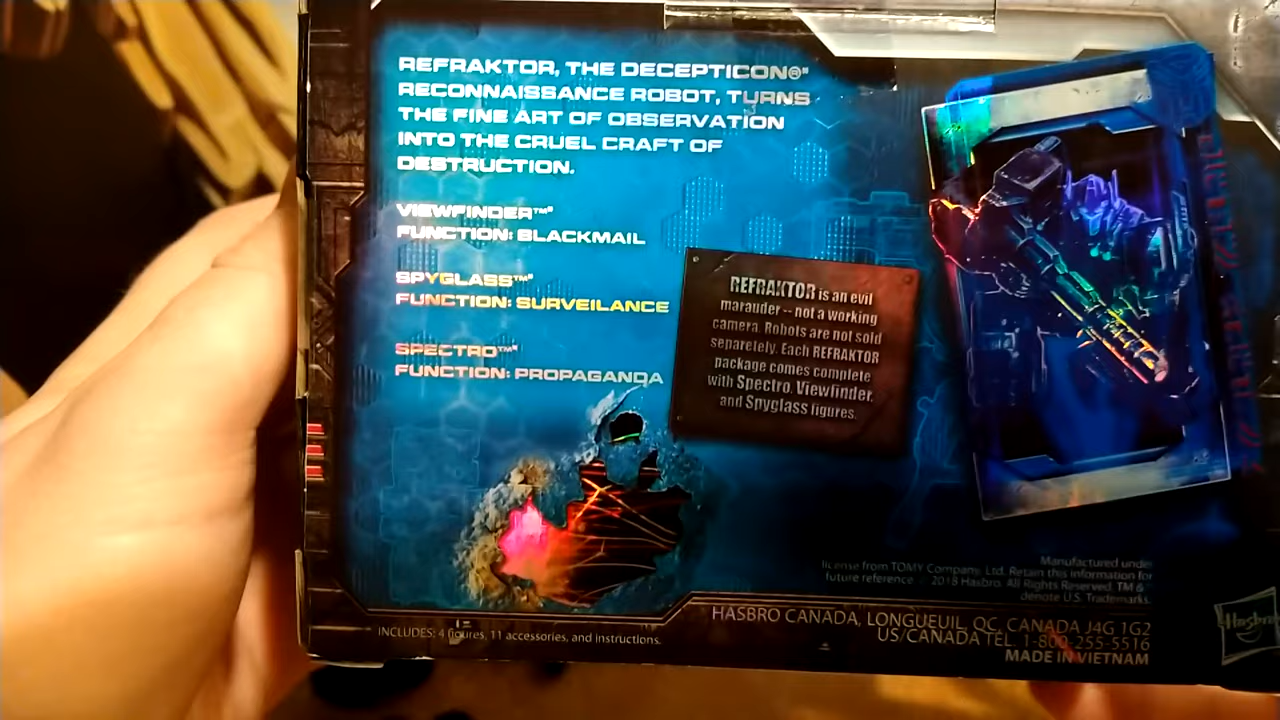 REFRAKTOR, THE DECEPTICON®*
RECONNAISSANCE ROBOT, TURNS
THE FINE ART OF OBSERVATION
INTO THE CRUEL CRAFT OF
DESTRUCTION.
VIEWFINDER™*
FUNCTION: BLACKMAIL
SPYGLASS™*
FUNCTION: SURVEILANCE
SPECTRO™*
FUNCTION: PROPAGANDA
REFRAKTOR is an evil
marauder -- not a working
camera. Robots are not sold
separately. Each REFRAKTOR
package comes complete
with Spectro, Viewfinder,
and Spyglass figures.
Manufactured under
license from TOMY Company, Ltd. Retain this information for
future reference. 2018 Hasbro. All Rights Reserved. TM &
denote U.S. Trademarks.
HASBRO CANADA, LONGUEUIL, QC, CANADA J4G 1G2
US/CANADA TEL. 1-800-255-5516
MADE IN VIETNAM
INCLUDES: 4 figures, 11 accessories, and instructions.
Hasbro